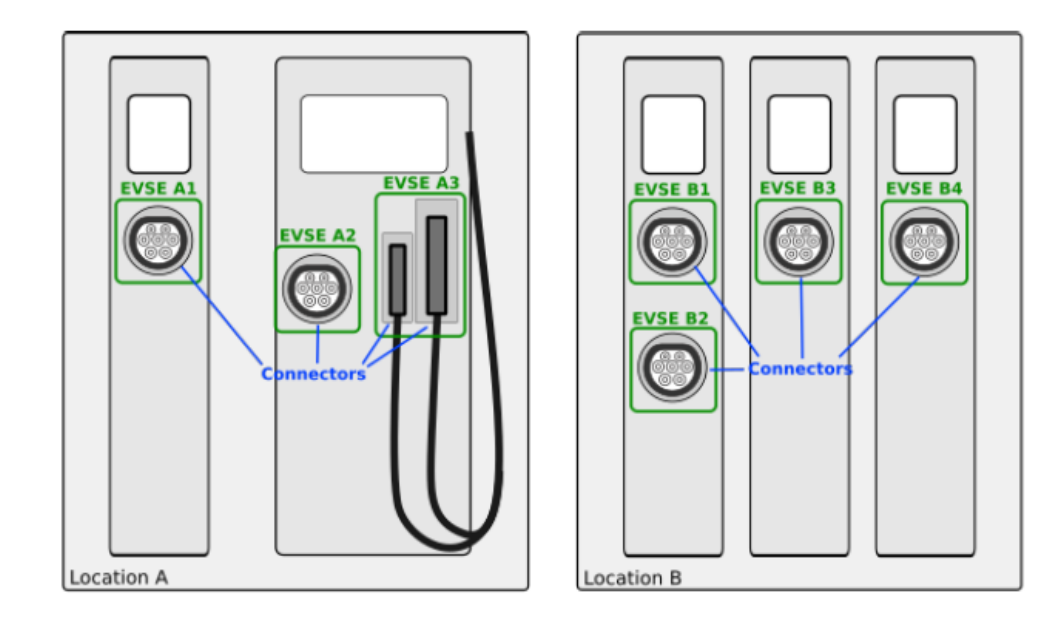 EVSE A1
EVSE A2
EVSE A3
Connectors
Location A
EVSE B1
EVSE B3
EVSE B4
EVSE B2
Connectors
Location B